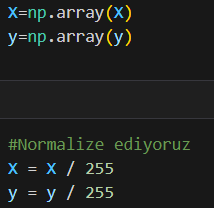 X=np.array(X)
y=np.array(y)
#Normalize ediyoruz
X = X / 255
y = y / 255